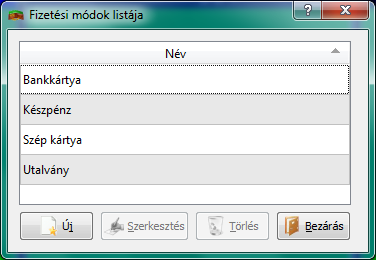 Fizetési módok listája
Név
Bankkártya
Készpénz
Szép kártya
Utalvány
Új Szerkesztés Törlés Bezárás